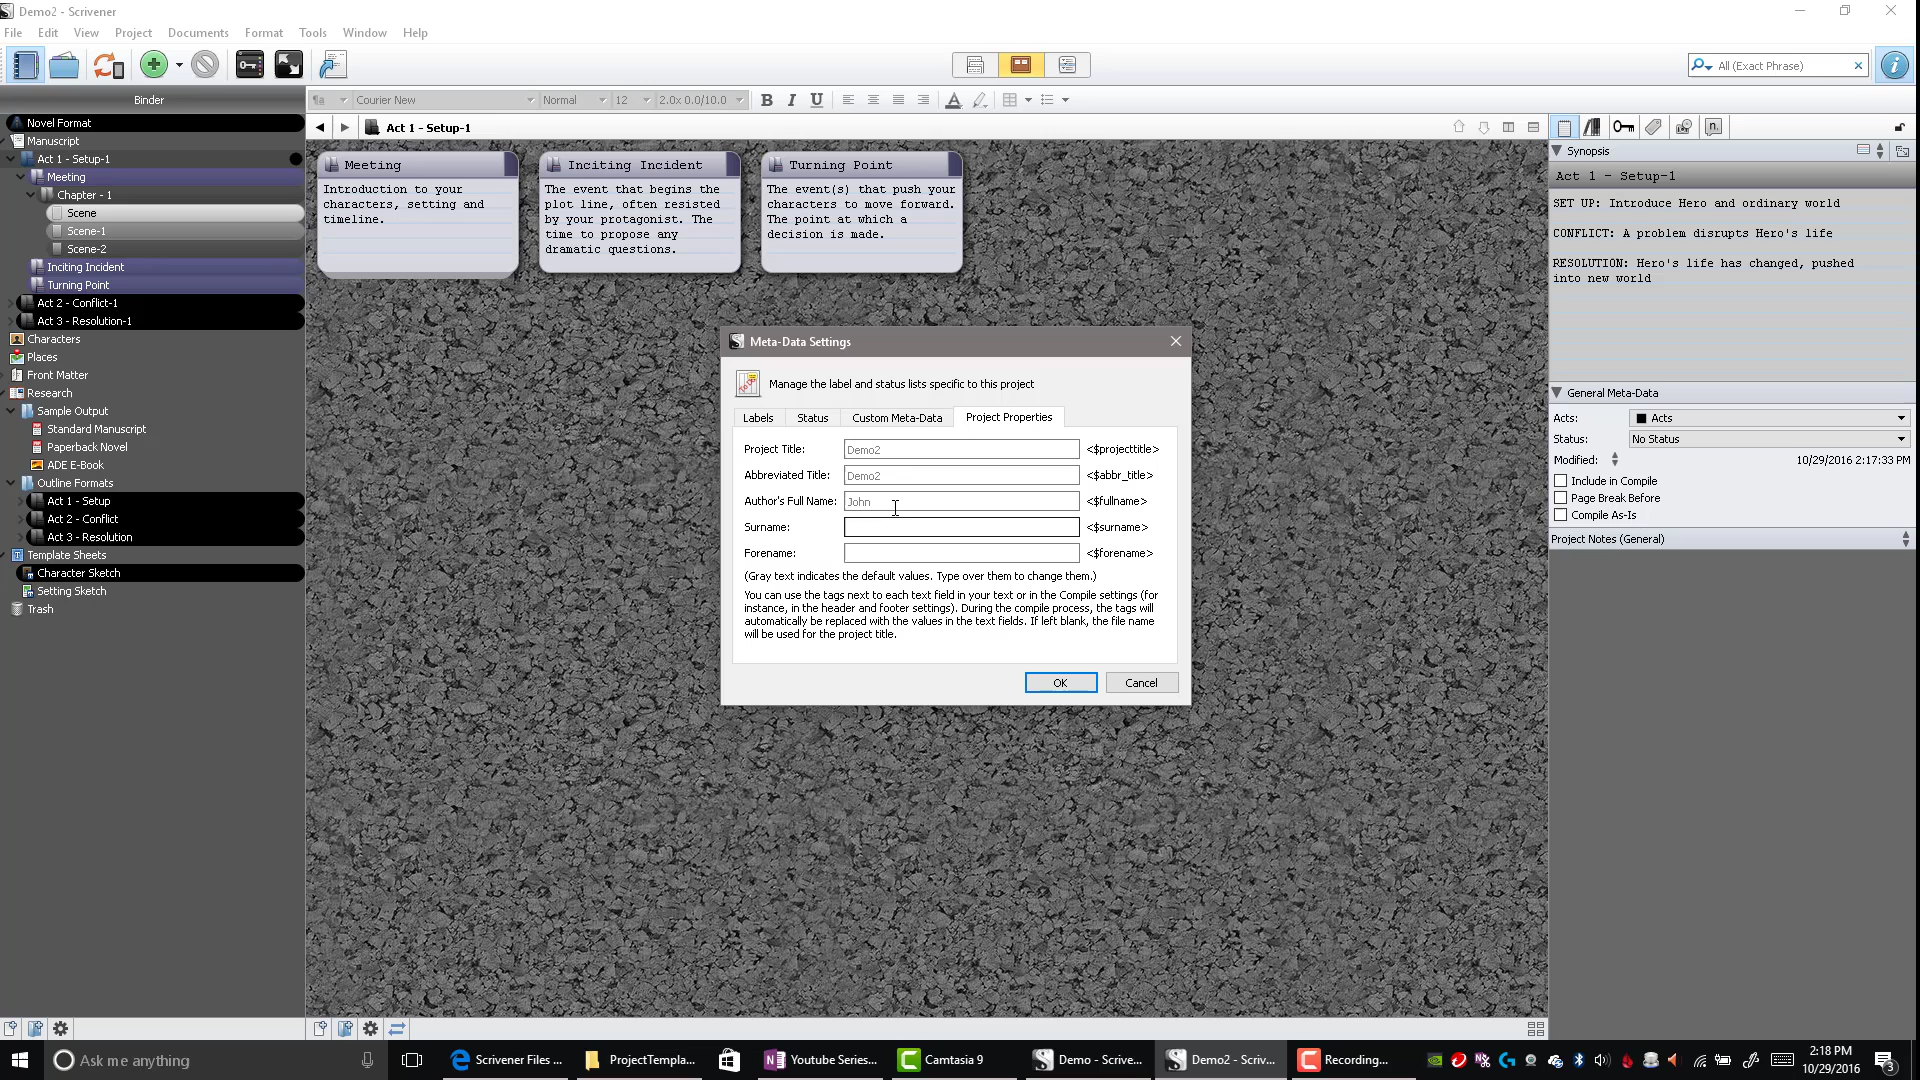 Demo2 - Scrivener
File Edit View Project Documents Format Tools Window Help
All (Exact Phrase)
Binder
Novel Format
Manuscript
Act 1 - Setup-1
Meeting
Chapter - 1
Scene
Scene-1
Scene-2
Inciting Incident
Turning Point
Act 2 - Conflict-1
Act 3 - Resolution-1
Characters
Places
Front Matter
Research
Sample Output
Standard Manuscript
Paperback Novel
ADE E-Book
Outline Formats
Act 1 - Setup
Act 2 - Conflict
Act 3 - Resolution
Template Sheets
Character Sketch
Setting Sketch
Trash
Courier New Normal 12 2.0x 0.0/10.0 B I U A
Act 1 - Setup-1
Meeting
Introduction to your
characters, setting and
timeline.
Inciting Incident
The event that begins the
plot line, often resisted
by your protagonist. The
time to propose any
dramatic questions.
Turning Point
The event(s) that push your
characters to move forward.
The point at which a
decision is made.
Meta-Data Settings
Manage the label and status lists specific to this project
Labels Status Custom Meta-Data Project Properties
Project Title: Demo2 <$projecttitle>
Abbreviated Title: Demo2 <$abbr_title>
Author's Full Name: John <$fullname>
Surname: <$surname>
Forename: <$forename>
(Gray text indicates the default values. Type over them to change them.)
You can use the tags next to each text field in your text or in the Compile settings (for
instance, in the header and footer settings). During the compile process, the tags will
automatically be replaced with the values in the text fields. If left blank, the file name
will be used for the project title.
OK Cancel
Synopsis
Act 1 - Setup-1
SET UP: Introduce Hero and ordinary world
CONFLICT: A problem disrupts Hero's life
RESOLUTION: Hero's life has changed, pushed
into new world
General Meta-Data
Acts: Acts
Status: No Status
Modified: 10/29/2016 2:17:33 PM
Include in Compile
Page Break Before
Compile As-Is
Project Notes (General)
Ask me anything
Scrivener Files ...
ProjectTempla...
Youtube Series...
Camtasia 9
Demo - Scrive...
Demo2 - Scriv...
Recording...
2:18 PM
10/29/2016
3